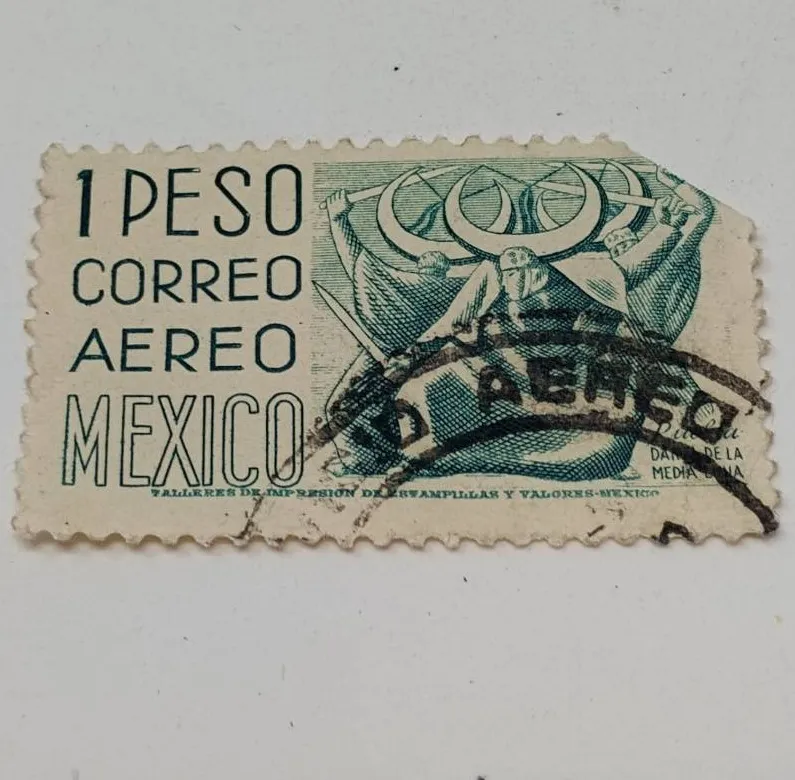 1 PESO
CORREO
AEREO
MEXICO
Puebla
DANZA DE LA
MEDIA LUNA
TALLERES DE IMPRESION DE ESTAMPILLAS Y VALORES-MEXICO
AEREO